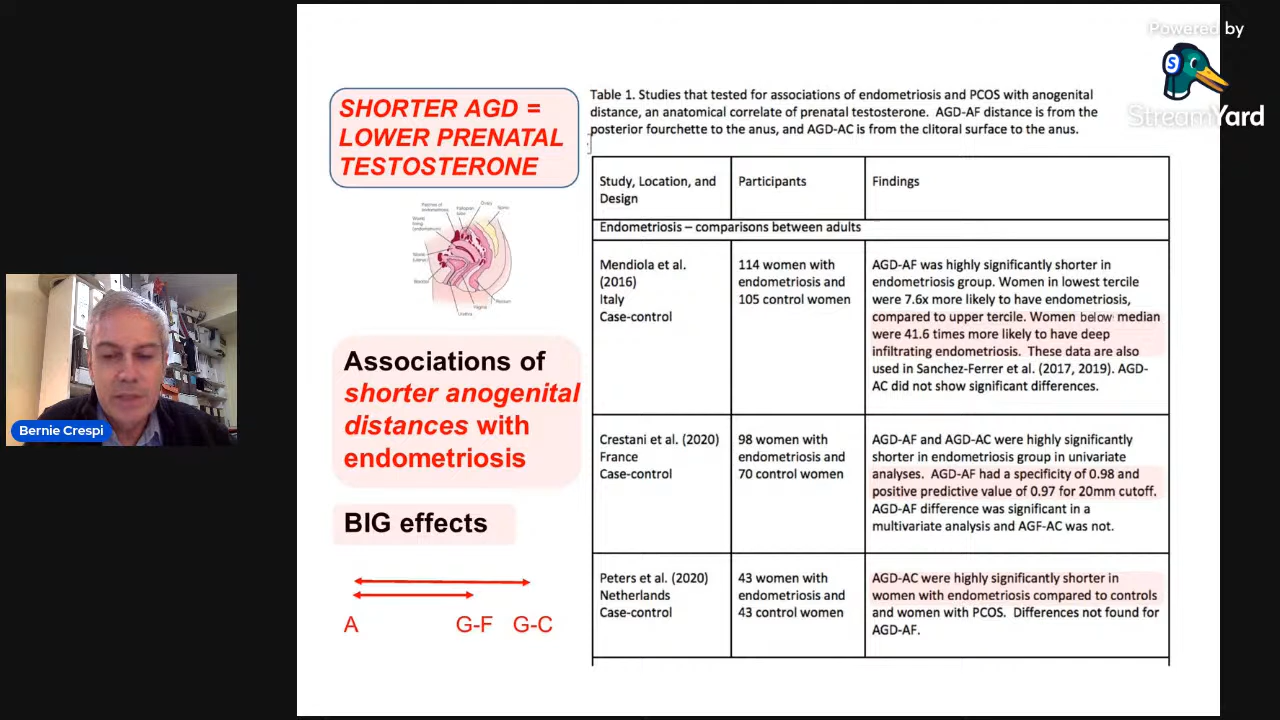 Powered by
S
StreamYard
SHORTER AGD =
LOWER PRENATAL
TESTOSTERONE
Patches of
endometriosis
Fallopian
tube
Ovary
Spine
Bladder
Vagina
Rectum
Urethra
Associations of
shorter anogenital
distances with
endometriosis
BIG effects
A
G-F
G-C
Bernie Crespi
Table 1. Studies that tested for associations of endometriosis and PCOS with anogenital
distance, an anatomical correlate of prenatal testosterone. AGD-AF distance is from the
posterior fourchette to the anus, and AGD-AC is from the clitoral surface to the anus.
Study, Location, and
Design
Participants
Findings
Endometriosis – comparisons between adults
Mendiola et al.
(2016)
Italy
Case-control
114 women with
endometriosis and
105 control women
AGD-AF was highly significantly shorter in
endometriosis group. Women in lowest tercile
were 7.6x more likely to have endometriosis,
compared to upper tercile. Women below median
were 41.6 times more likely to have deep
infiltrating endometriosis. These data are also
used in Sanchez-Ferrer et al. (2017, 2019). AGD-
AC did not show significant differences.
Crestani et al. (2020)
France
Case-control
98 women with
endometriosis and
70 control women
AGD-AF and AGD-AC were highly significantly
shorter in endometriosis group in univariate
analyses. AGD-AF had a specificity of 0.98 and
positive predictive value of 0.97 for 20mm cutoff.
AGD-AF difference was significant in a
multivariate analysis and AGF-AC was not.
Peters et al. (2020)
Netherlands
Case-control
43 women with
endometriosis and
43 control women
AGD-AC were highly significantly shorter in
women with endometriosis compared to controls
and women with PCOS. Differences not found for
AGD-AF.